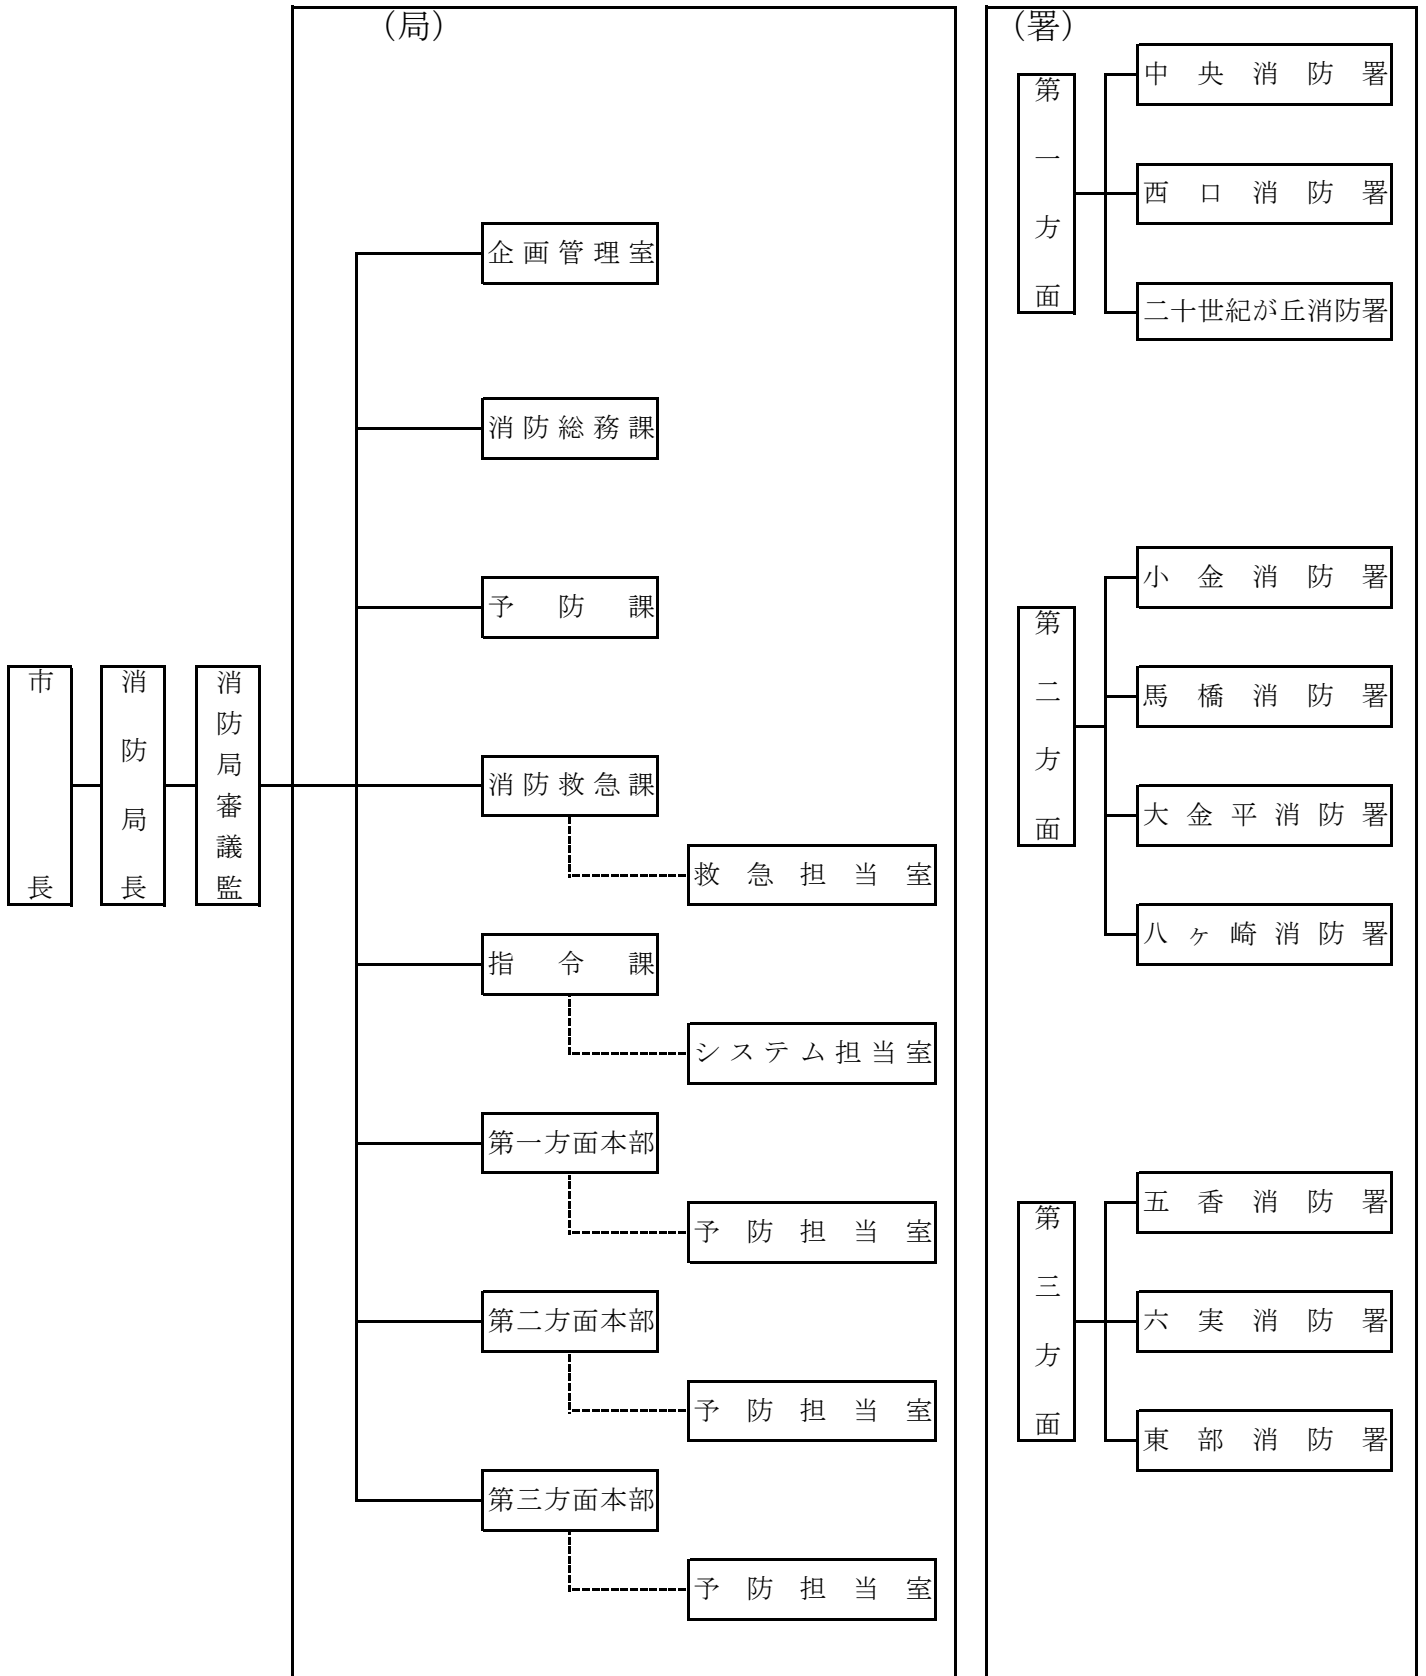 市長
消防局長
消防局審議監
（局）
企画管理室
消防総務課
予防課
消防救急課
救急担当室
指令課
システム担当室
第一方面本部
予防担当室
第二方面本部
予防担当室
第三方面本部
予防担当室
（署）
第一方面
中央消防署
西口消防署
二十世紀が丘消防署
第二方面
小金消防署
馬橋消防署
大金平消防署
八ヶ崎消防署
第三方面
五香消防署
六実消防署
東部消防署